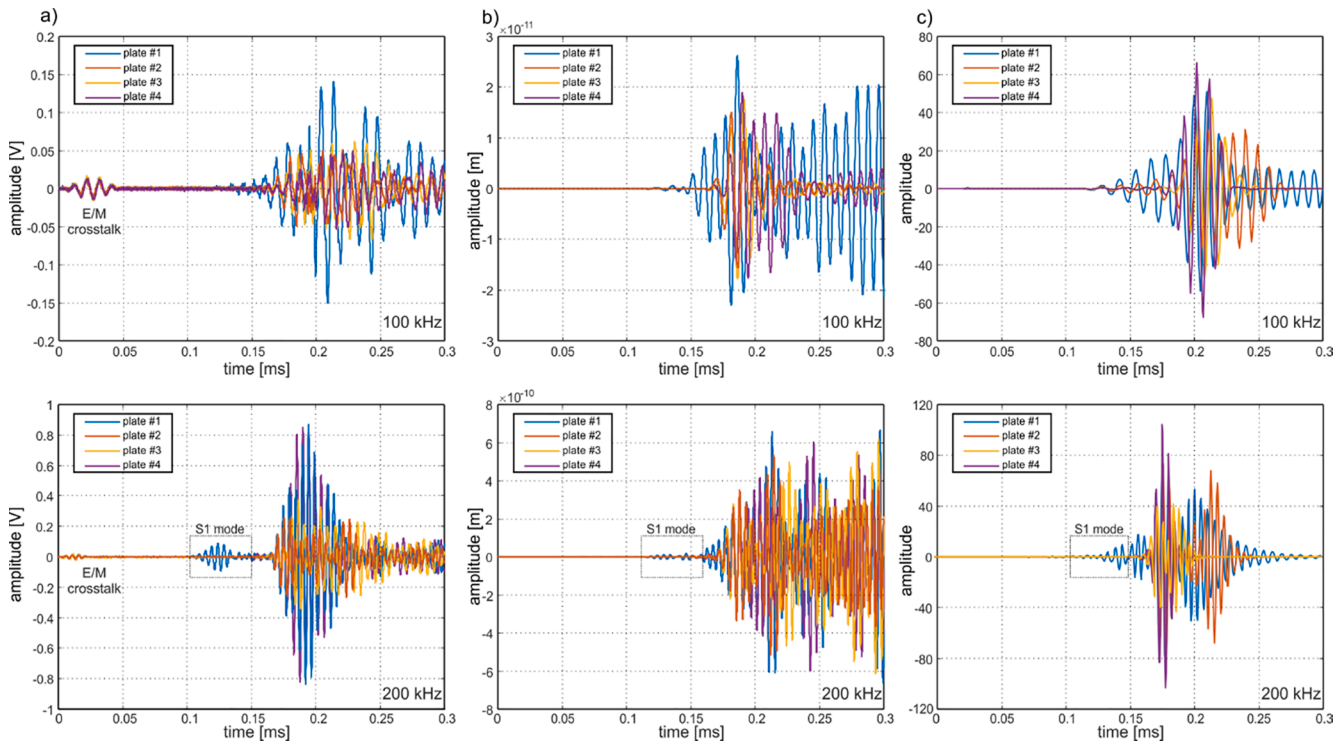 a)
0.2
0.15
0.1
0.05
0
-0.05
-0.1
-0.15
-0.2
amplitude [V]
plate #1
plate #2
plate #3
plate #4
E/M
crosstalk
100 kHz
0 0.05 0.1 0.15 0.2 0.25 0.3
time [ms]
b)
×10⁻¹¹
3
2
1
0
-1
-2
-3
amplitude [m]
plate #1
plate #2
plate #3
plate #4
100 kHz
0 0.05 0.1 0.15 0.2 0.25 0.3
time [ms]
c)
80
60
40
20
0
-20
-40
-60
-80
amplitude
plate #1
plate #2
plate #3
plate #4
100 kHz
0 0.05 0.1 0.15 0.2 0.25 0.3
time [ms]
1
0.8
0.6
0.4
0.2
0
-0.2
-0.4
-0.6
-0.8
-1
amplitude [V]
plate #1
plate #2
plate #3
plate #4
S1 mode
E/M
crosstalk
200 kHz
0 0.05 0.1 0.15 0.2 0.25 0.3
time [ms]
×10⁻¹⁰
8
6
4
2
0
-2
-4
-6
-8
amplitude [m]
plate #1
plate #2
plate #3
plate #4
S1 mode
200 kHz
0 0.05 0.1 0.15 0.2 0.25 0.3
time [ms]
120
80
40
0
-40
-80
-120
amplitude
plate #1
plate #2
plate #3
plate #4
S1 mode
200 kHz
0 0.05 0.1 0.15 0.2 0.25 0.3
time [ms]